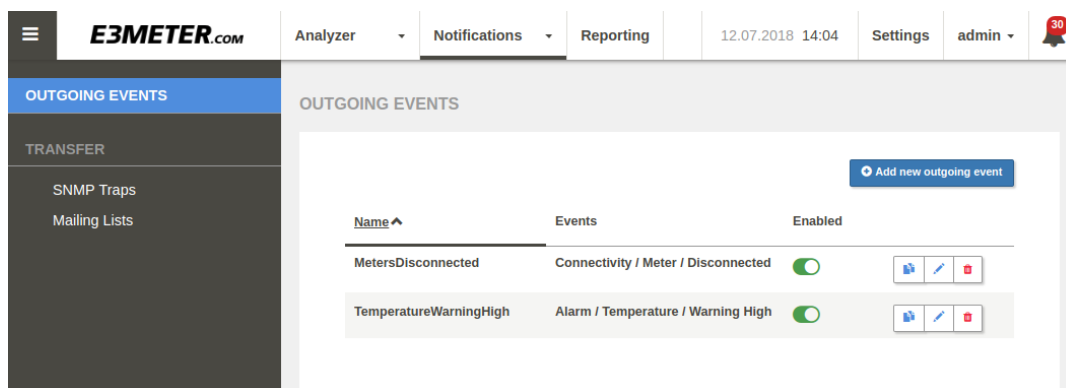 E3METER.COM
Analyzer
Notifications
Reporting
12.07.2018 14:04
Settings
admin
30
OUTGOING EVENTS
TRANSFER
SNMP Traps
Mailing Lists
OUTGOING EVENTS
Add new outgoing event
Name Events Enabled
MetersDisconnected Connectivity / Meter / Disconnected
TemperatureWarningHigh Alarm / Temperature / Warning High